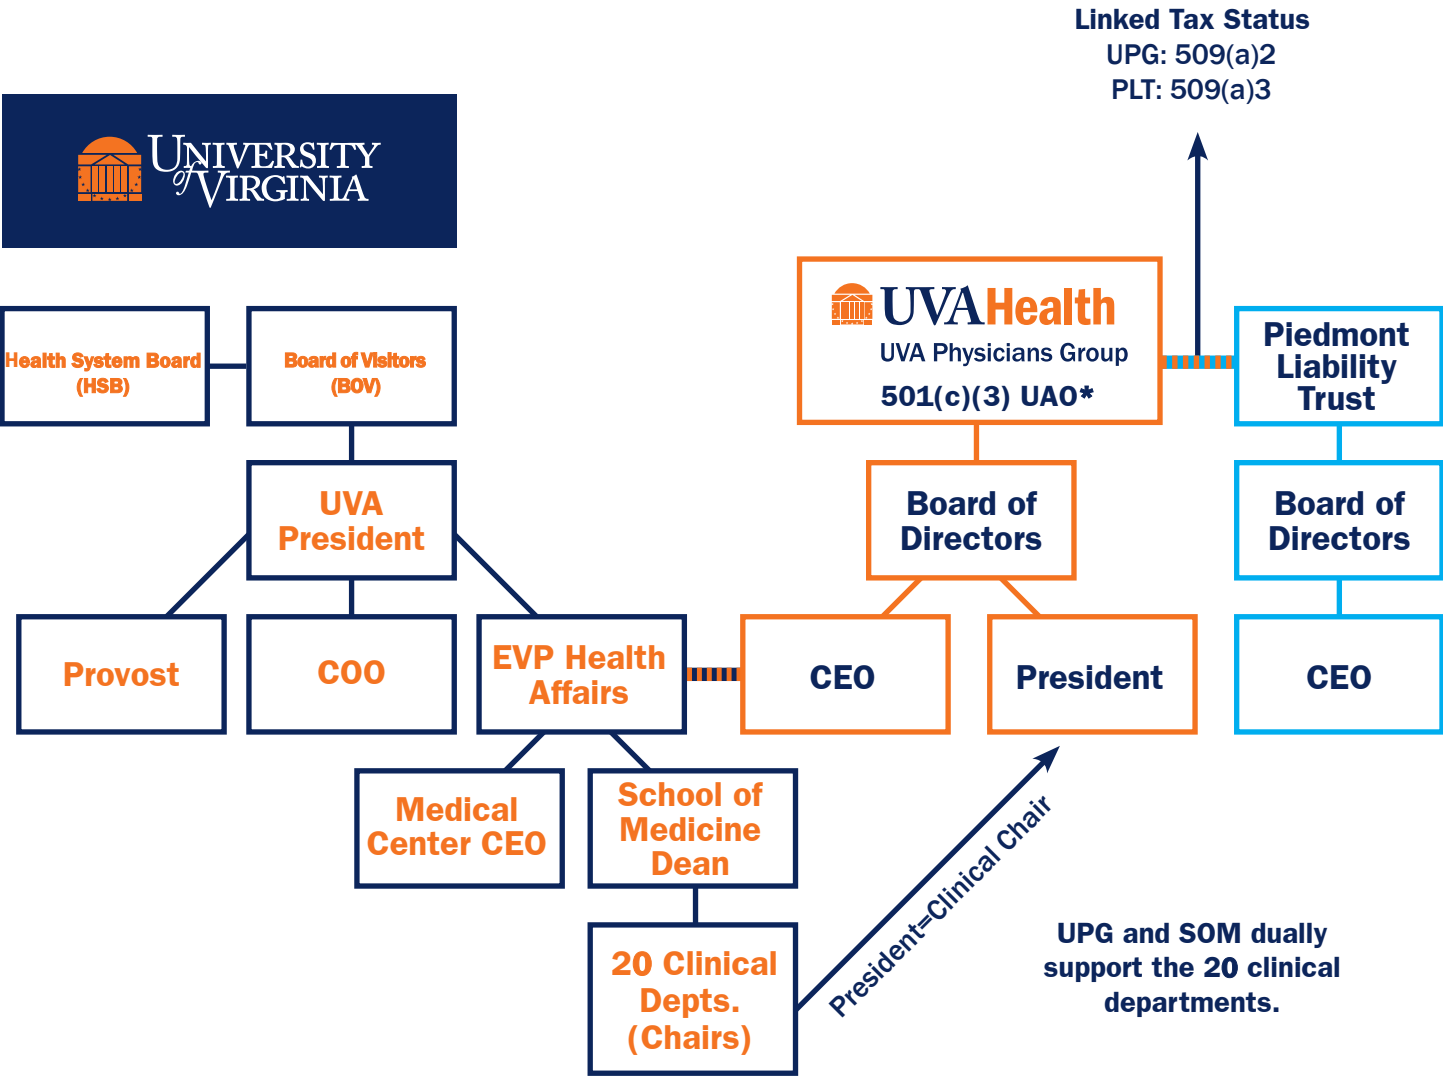 Linked Tax Status
UPG: 509(a)2
PLT: 509(a)3
UNIVERSITY
of VIRGINIA
Health System Board
(HSB)
Board of Visitors
(BOV)
UVA
President
Provost
COO
EVP Health
Affairs
Medical
Center CEO
School of
Medicine
Dean
20 Clinical
Depts.
(Chairs)
President=Clinical Chair
UVAHealth
UVA Physicians Group
501(c)(3) UAO*
Board of
Directors
CEO
President
Piedmont
Liability
Trust
Board of
Directors
CEO
UPG and SOM dually
support the 20 clinical
departments.